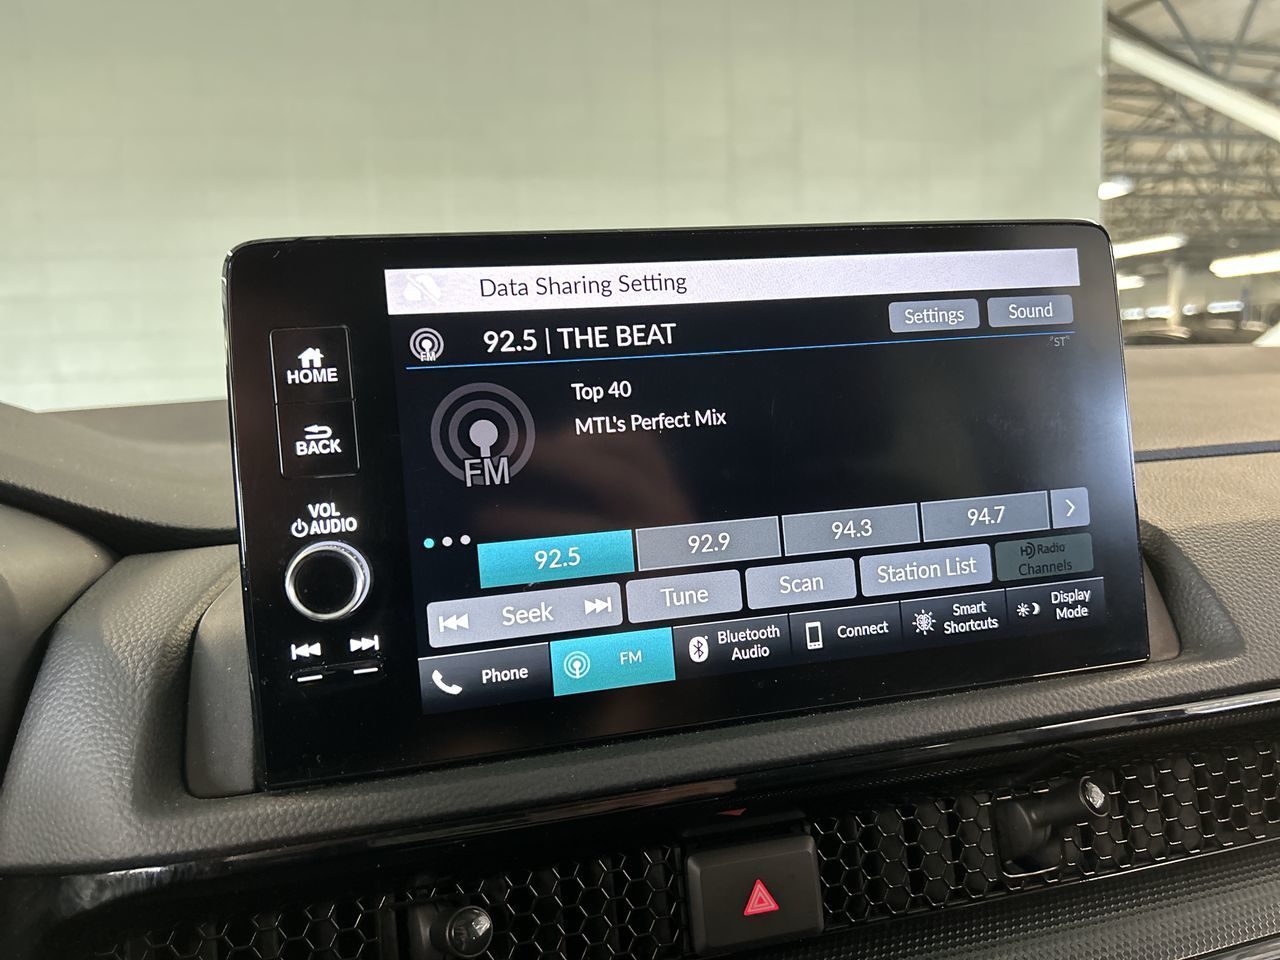 Data Sharing Setting
FM
92.5 | THE BEAT
Settings
Sound
ST
HOME
BACK
VOL
AUDIO
Top 40
MTL's Perfect Mix
FM
92.5
92.9
94.3
94.7
Seek
Tune
Scan
Station List
HD Radio
Channels
Phone
FM
Bluetooth
Audio
Connect
Smart
Shortcuts
Display
Mode